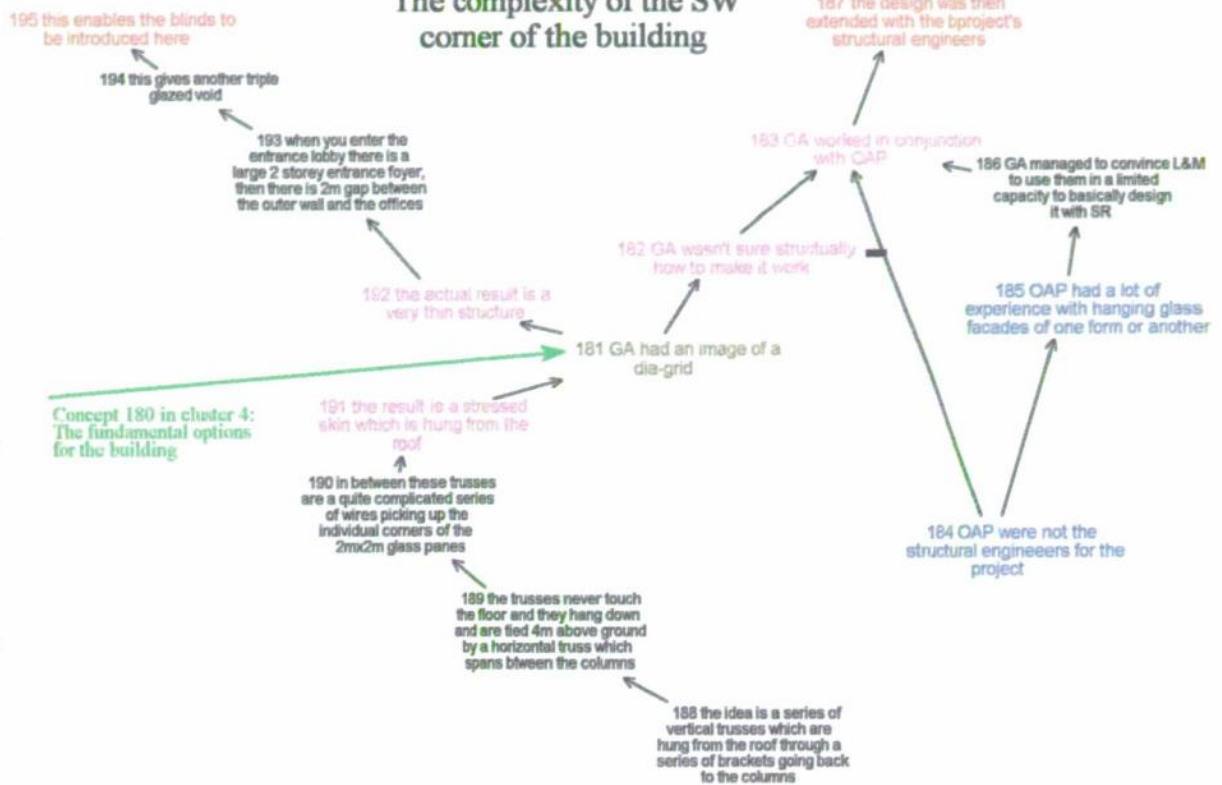 The complexity of the SW
corner of the building
195 this enables the blinds to
be introduced here
187 the design was then
extended with the bproject's
structural engineers
194 this gives another triple
glazed void
193 when you enter the
entrance lobby there is a
large 2 storey entrance foyer,
then there is 2m gap between
the outer wall and the offices
183 GA worked in conjunction
with OAP
186 GA managed to convince L&M
to use them in a limited
capacity to basically design
it with SR
182 GA wasn't sure structually
how to make it work
192 the actual result is a
very thin structure
185 OAP had a lot of
experience with hanging glass
facades of one form or another
181 GA had an image of a
dia-grid
Concept 180 in cluster 4:
The fundamental options
for the building
191 the result is a stressed
skin which is hung from the
roof
190 in between these trusses
are a quite complicated series
of wires picking up the
individual corners of the
2mx2m glass panes
184 OAP were not the
structural engineeers for the
project
189 the trusses never touch
the floor and they hang down
and are tied 4m above ground
by a horizontal truss which
spans btween the columns
188 the idea is a series of
vertical trusses which are
hung from the roof through a
series of brackets going back
to the columns